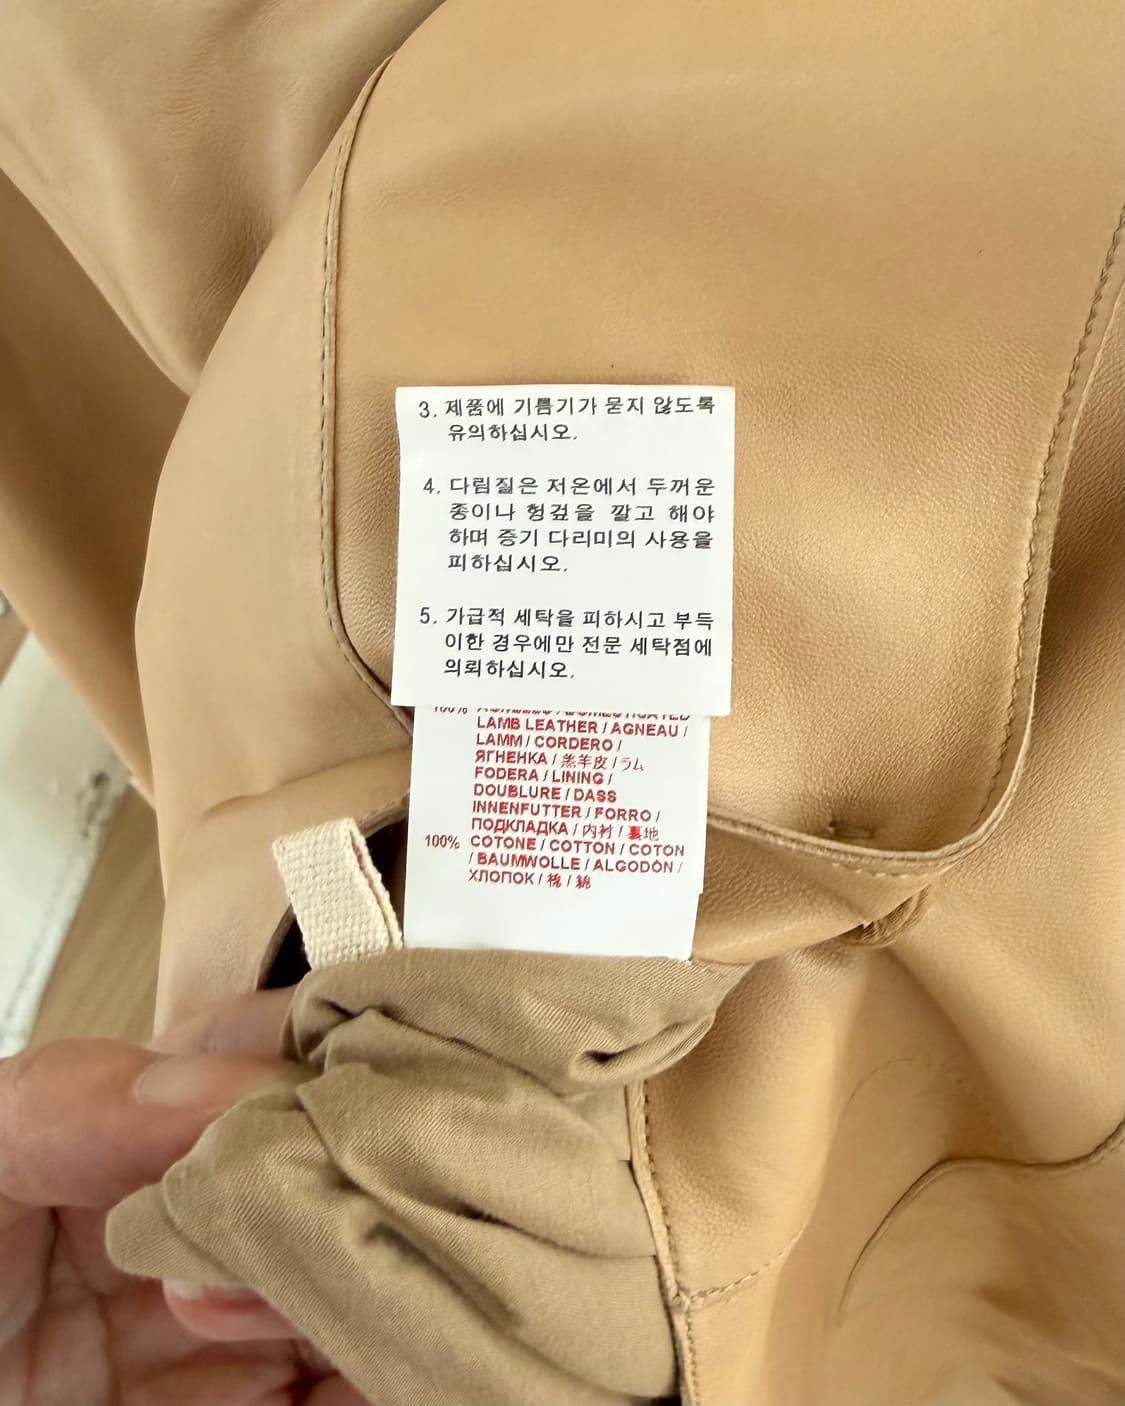 3. 제품에 기름기가 묻지 않도록
유의하십시오.
4. 다림질은 저온에서 두꺼운
종이나 헝겊을 깔고 해야
하며 증기 다리미의 사용을
피하십시오.
5. 가급적 세탁을 피하시고 부득
이한 경우에만 전문 세탁점에
의뢰하십시오.
100%
LAMB LEATHER / AGNEAU /
LAMM / CORDERO /
ЯГНЕНКА / 羔羊皮 / ラム
FODERA / LINING /
DOUBLURE / DASS
INNENFUTTER / FORRO /
ПОДКЛАДКА / 内衬 / 裏地
100% COTONE / COTTON / COTON
/ BAUMWOLLE / ALGODÓN /
ХЛОПОК / 棉 / 綿